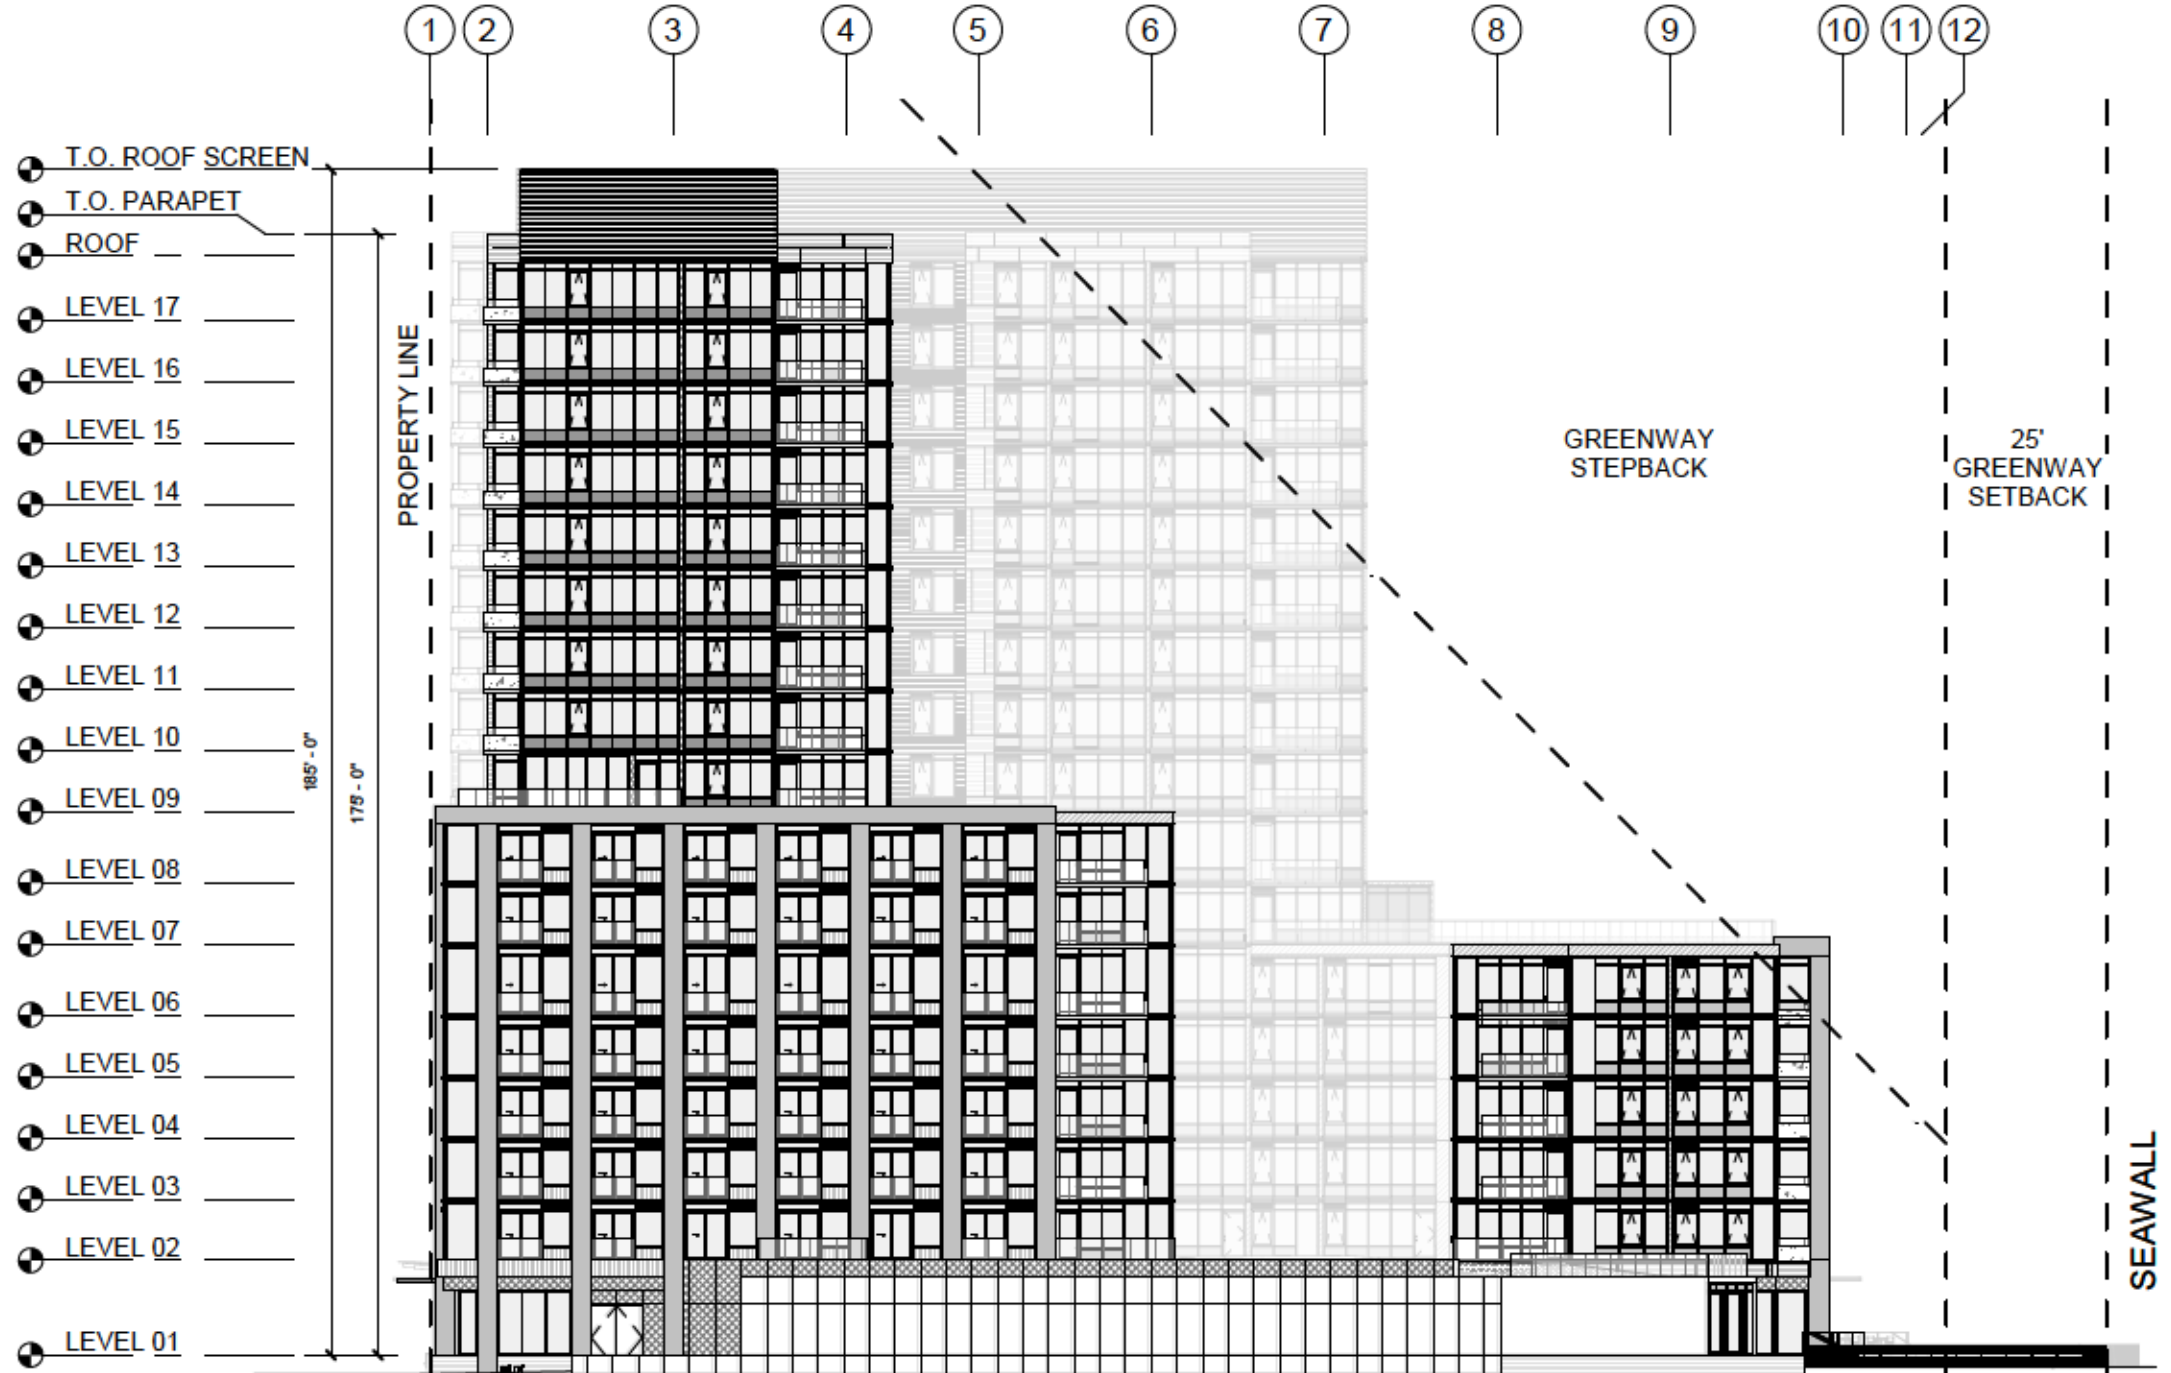 1 2 3 4 5 6 7 8 9 10 11 12
T.O. ROOF SCREEN
T.O. PARAPET
ROOF
LEVEL 17
LEVEL 16
LEVEL 15
LEVEL 14
LEVEL 13
LEVEL 12
LEVEL 11
LEVEL 10
LEVEL 09
LEVEL 08
LEVEL 07
LEVEL 06
LEVEL 05
LEVEL 04
LEVEL 03
LEVEL 02
LEVEL 01
185' - 0"
175' - 0"
PROPERTY LINE
GREENWAY
STEPBACK
25'
GREENWAY
SETBACK
SEAWALL